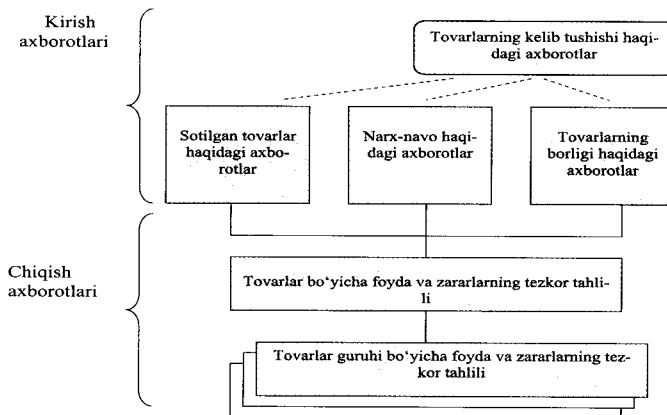 Kirish
axborotlari
Tovarlarning kelib tushishi haqi-
dagi axborotlar
Sotilgan tovarlar
haqidagi axbo-
rotlar
Narx-navo haqi-
dagi axborotlar
Tovarlarning
borligi haqidagi
axborotlar
Chiqish
axborotlari
Tovarlar bo‘yicha foyda va zararlarning tezkor tahli-
li
Tovarlar guruhi bo‘yicha foyda va zararlarning tez-
kor tahlili